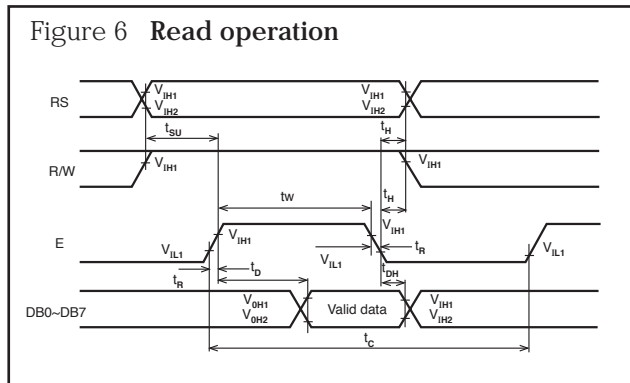 Figure 6 Read operation
RS
V_IH1
V_IH2
V_IH1
V_IH2
t_SU
t_H
R/W
V_IH1
V_IH1
tw
t_H
E
V_IL1
V_IH1
V_IH1
V_IL1
t_R
V_IL1
t_R
t_D
t_DH
DB0~DB7
V_0H1
V_0H2
Valid data
V_IH1
V_IH2
t_C